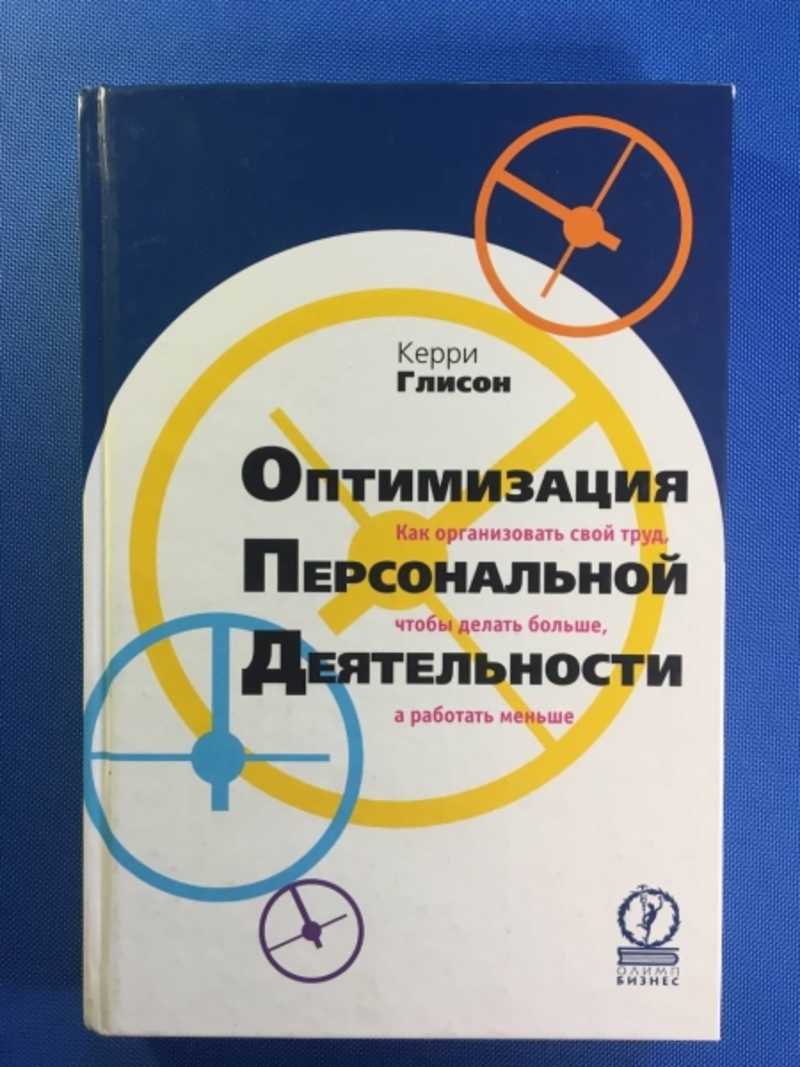 Керри
Глисон
Оптимизация
Как организовать свой труд,
Персональной
чтобы делать больше,
Деятельности
а работать меньше
ОЛИМП
БИЗНЕС